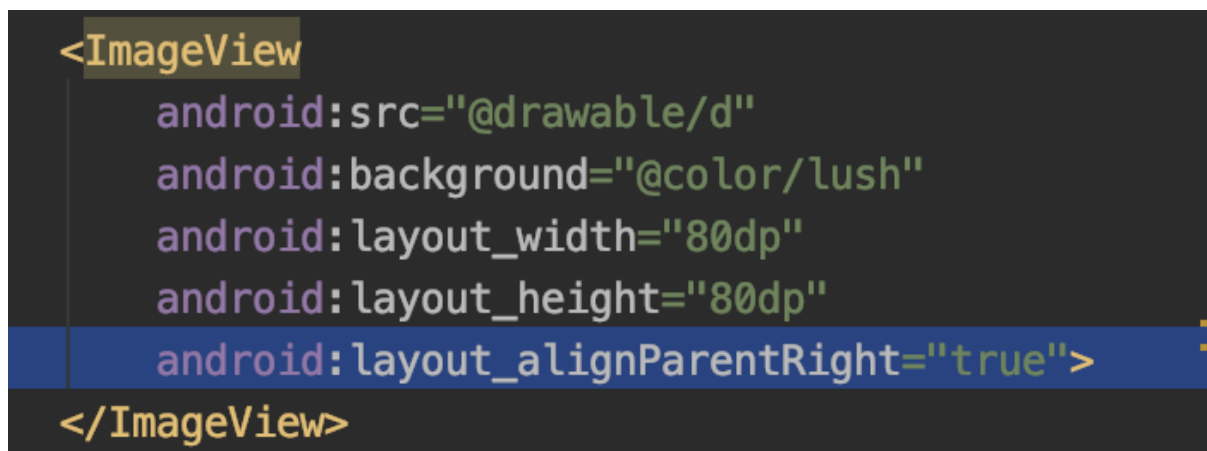 <ImageView
android:src="@drawable/d"
android:background="@color/lush"
android:layout_width="80dp"
android:layout_height="80dp"
android:layout_alignParentRight="true">
</ImageView>